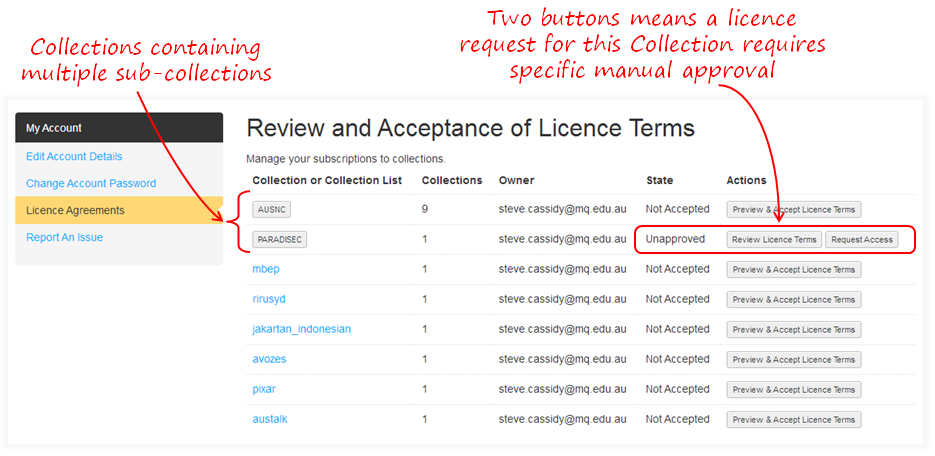 Collections containing
multiple sub-collections
Two buttons means a licence
request for this Collection requires
specific manual approval
My Account
Edit Account Details
Change Account Password
Licence Agreements
Report An Issue
Review and Acceptance of Licence Terms
Manage your subscriptions to collections.
Collection or Collection List Collections Owner State Actions
AUSNC 9 steve.cassidy@mq.edu.au Not Accepted Preview & Accept Licence Terms
PARADISEC 1 steve.cassidy@mq.edu.au Unapproved Review Licence Terms Request Access
mbep 1 steve.cassidy@mq.edu.au Not Accepted Preview & Accept Licence Terms
rirusyd 1 steve.cassidy@mq.edu.au Not Accepted Preview & Accept Licence Terms
jakartan_indonesian 1 steve.cassidy@mq.edu.au Not Accepted Preview & Accept Licence Terms
avozes 1 steve.cassidy@mq.edu.au Not Accepted Preview & Accept Licence Terms
pixar 1 steve.cassidy@mq.edu.au Not Accepted Preview & Accept Licence Terms
austalk 1 steve.cassidy@mq.edu.au Not Accepted Preview & Accept Licence Terms